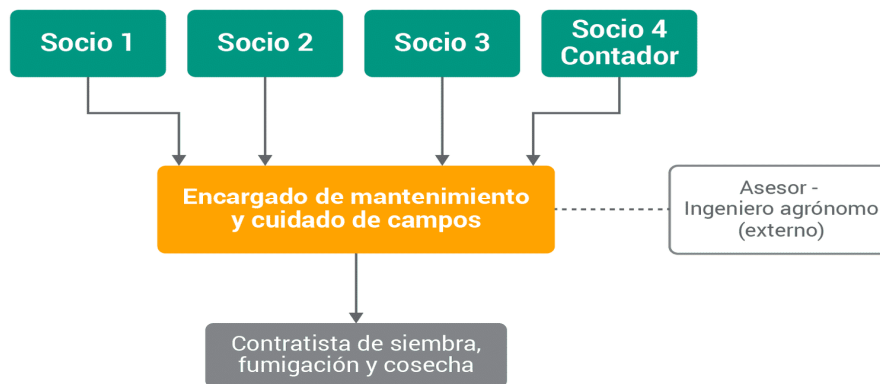 Socio 1
Socio 2
Socio 3
Socio 4
Contador
Encargado de mantenimiento
y cuidado de campos
Asesor -
Ingeniero agrónomo
(externo)
Contratista de siembra,
fumigación y cosecha